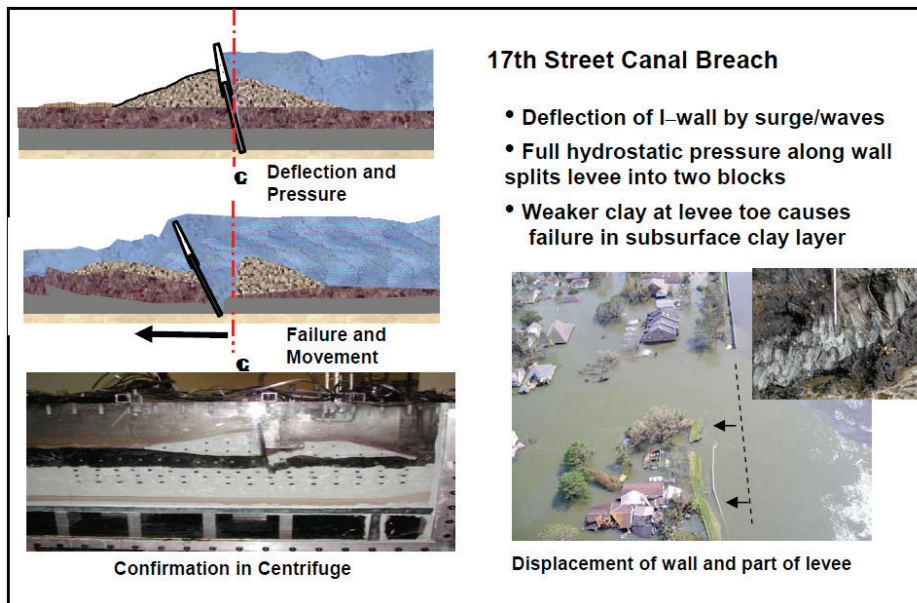 17th Street Canal Breach
• Deflection of I–wall by surge/waves
• Full hydrostatic pressure along wall
splits levee into two blocks
• Weaker clay at levee toe causes
failure in subsurface clay layer
℄
Deflection and
Pressure
Failure and
Movement
℄
Confirmation in Centrifuge
Displacement of wall and part of levee